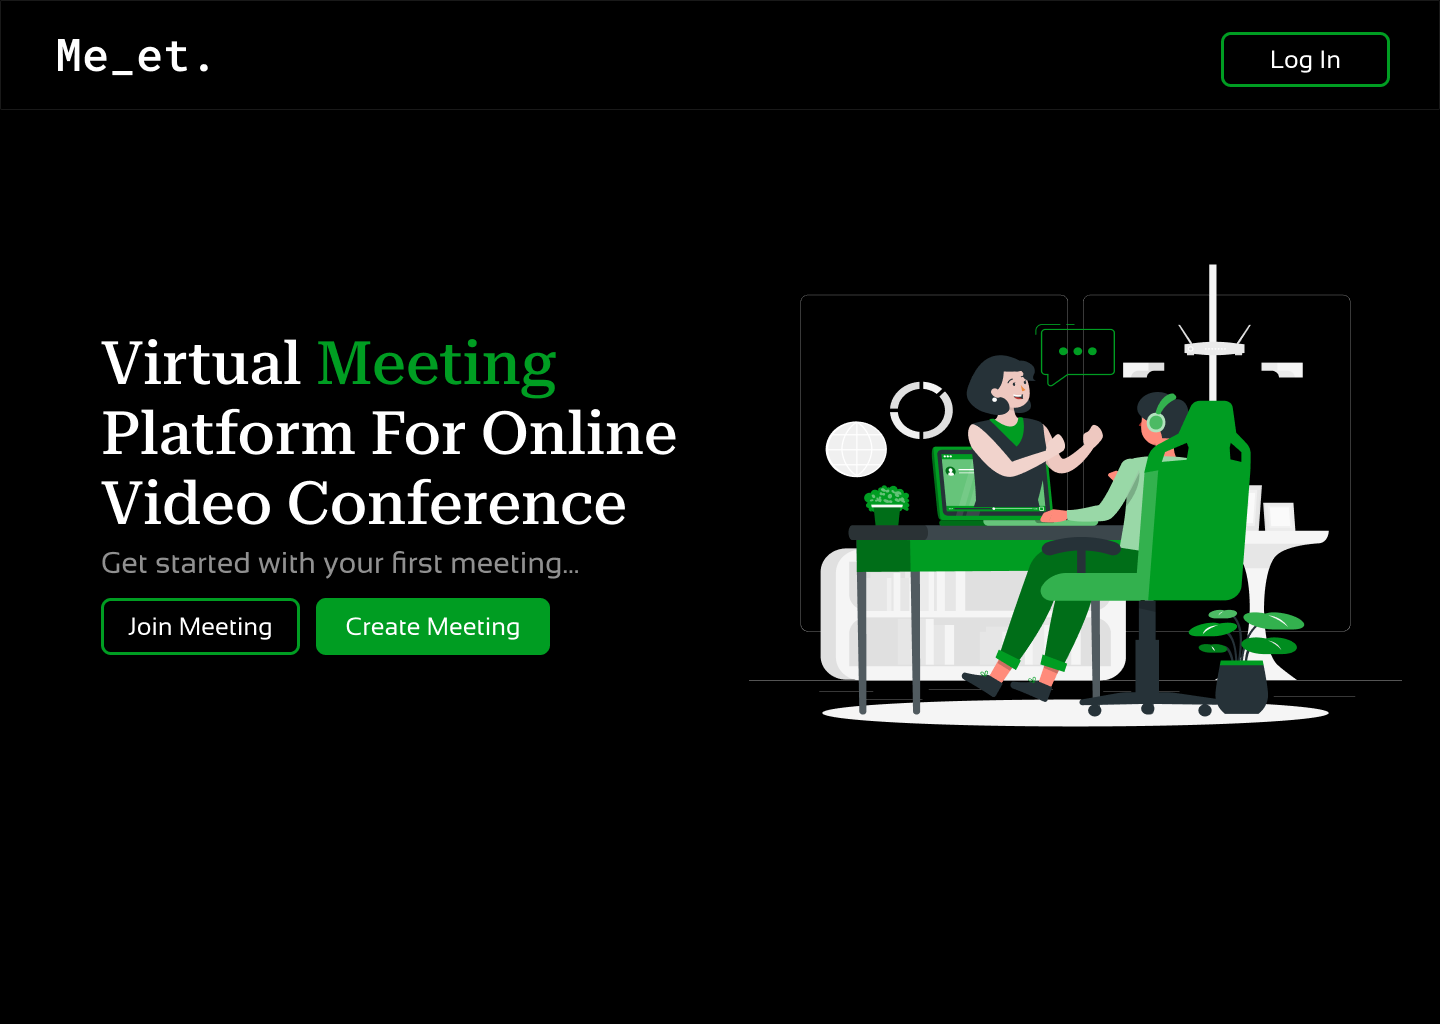 Me_et.
Log In
Virtual Meeting
Platform For Online
Video Conference
Get started with your first meeting...
Join Meeting
Create Meeting